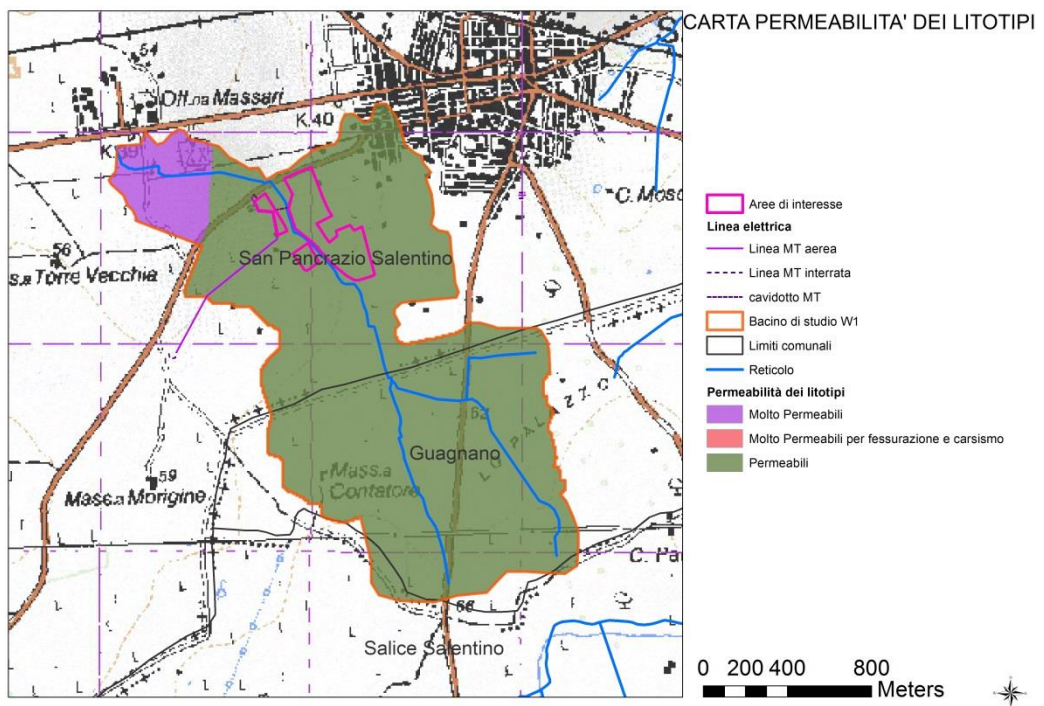 CARTA PERMEABILITA' DEI LITOTIPI
S
54
Off.na Massari
K.40
K.39
C. Mosc
56
s.a Torre Vecchia
San Pancrazio Salentino
62
LO PALAZZO
Guagnano
Mass.a
Contatore
59
Mass.a Morigine
C. Pa
66
Salice Salentino
Aree di interesse
Linea elettrica
Linea MT aerea
Linea MT interrata
cavidotto MT
Bacino di studio W1
Limiti comunali
Reticolo
Permeabilità dei litotipi
Molto Permeabili
Molto Permeabili per fessurazione e carsismo
Permeabili
0 200 400 800
Meters